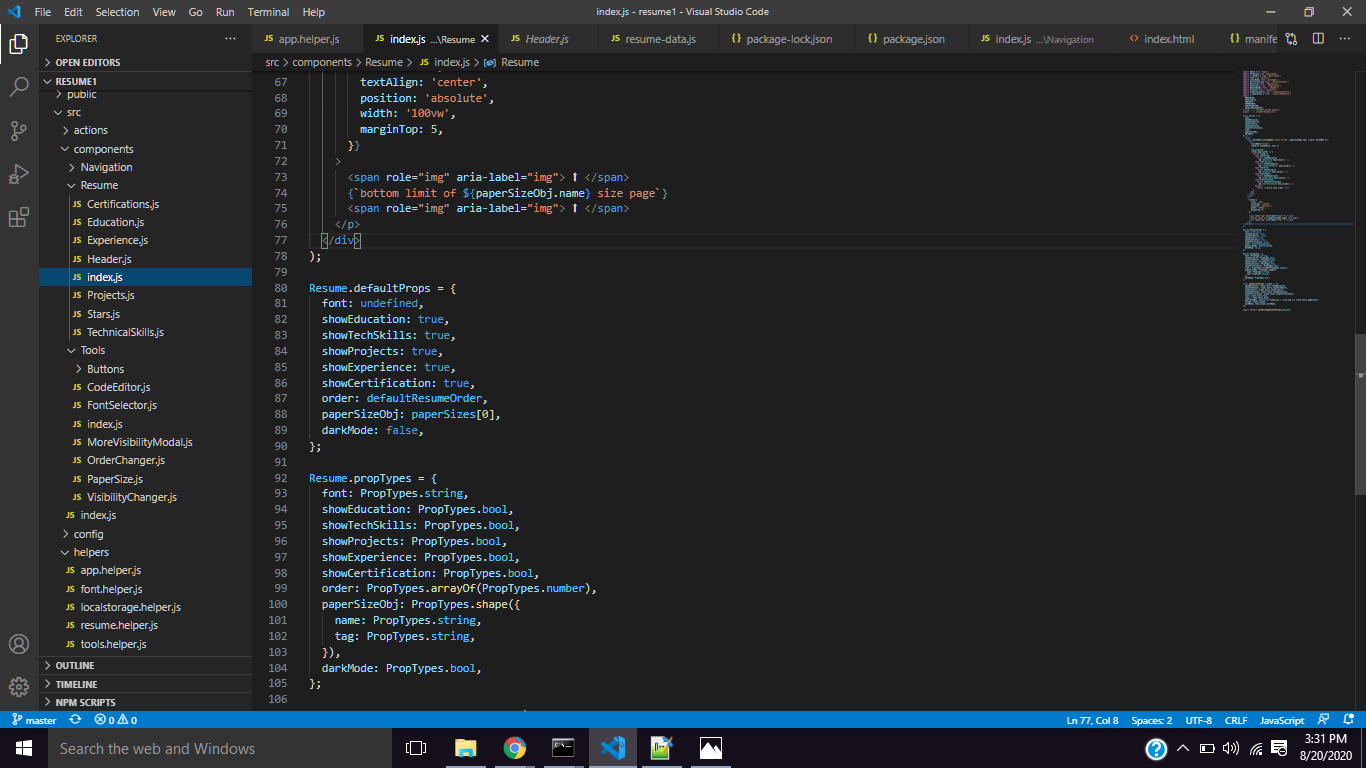 File Edit Selection View Go Run Terminal Help index.js - resume1 - Visual Studio Code
EXPLORER
OPEN EDITORS
RESUME1
public
src
actions
components
Navigation
Resume
JS Certifications.js
JS Education.js
JS Experience.js
JS Header.js
JS index.js
JS Projects.js
JS Stars.js
JS TechnicalSkills.js
Tools
Buttons
JS CodeEditor.js
JS FontSelector.js
JS index.js
JS MoreVisibilityModal.js
JS OrderChanger.js
JS PaperSize.js
JS VisibilityChanger.js
JS index.js
config
helpers
JS app.helper.js
JS font.helper.js
JS localstorage.helper.js
JS resume.helper.js
JS tools.helper.js
OUTLINE
TIMELINE
NPM SCRIPTS
JS app.helper.js JS index.js ...\Resume JS Header.js JS resume-data.js {} package-lock.json {} package.json JS index.js ...\Navigation <> index.html {} manife
src > components > Resume > JS index.js > Resume
67 textAlign: 'center',
68 position: 'absolute',
69 width: '100vw',
70 marginTop: 5,
71 }}
72 >
73 <span role="img" aria-label="img"> ⬆ </span>
74 {`bottom limit of ${paperSizeObj.name} size page`}
75 <span role="img" aria-label="img"> ⬆ </span>
76 </p>
77 </div>
78 );
79
80 Resume.defaultProps = {
81 font: undefined,
82 showEducation: true,
83 showTechSkills: true,
84 showProjects: true,
85 showExperience: true,
86 showCertification: true,
87 order: defaultResumeOrder,
88 paperSizeObj: paperSizes[0],
89 darkMode: false,
90 };
91
92 Resume.propTypes = {
93 font: PropTypes.string,
94 showEducation: PropTypes.bool,
95 showTechSkills: PropTypes.bool,
96 showProjects: PropTypes.bool,
97 showExperience: PropTypes.bool,
98 showCertification: PropTypes.bool,
99 order: PropTypes.arrayOf(PropTypes.number),
100 paperSizeObj: PropTypes.shape({
101 name: PropTypes.string,
102 tag: PropTypes.string,
103 }),
104 darkMode: PropTypes.bool,
105 };
106
master 0 0 Ln 77, Col 8 Spaces: 2 UTF-8 CRLF JavaScript
Search the web and Windows
3:31 PM
8/20/2020